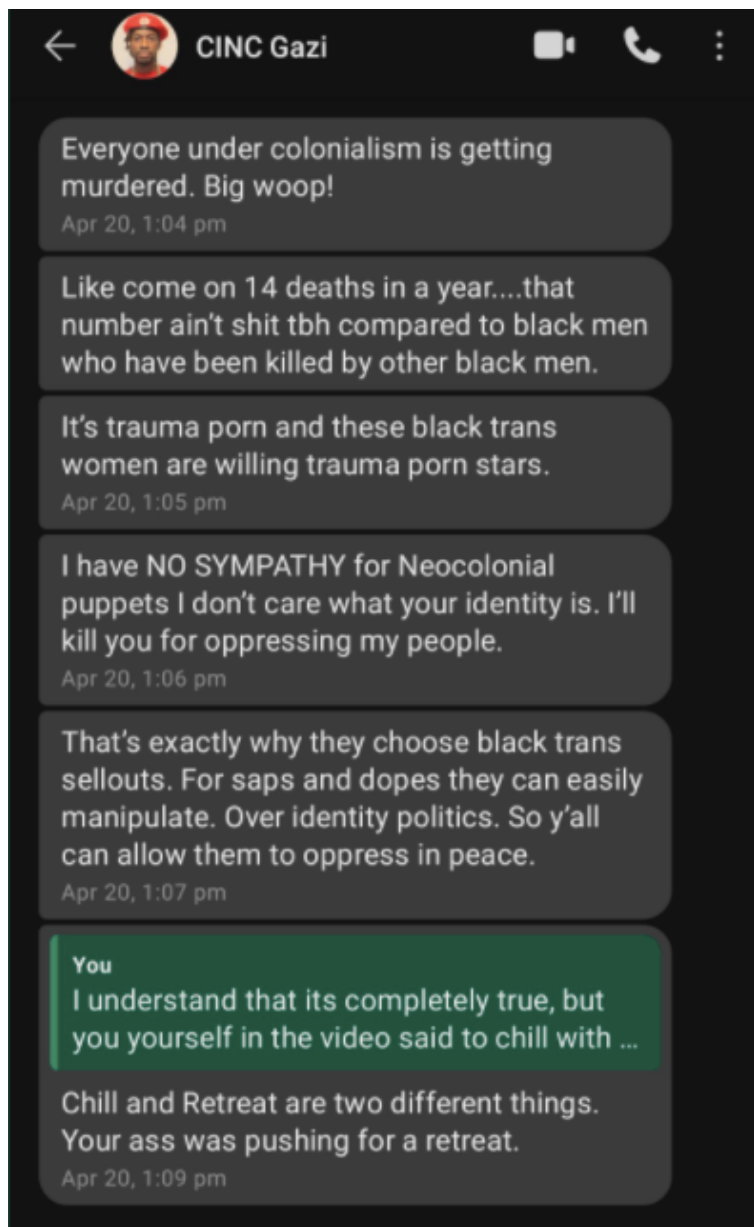 CINC Gazi
Everyone under colonialism is getting
murdered. Big woop!
Apr 20, 1:04 pm
Like come on 14 deaths in a year....that
number ain't shit tbh compared to black men
who have been killed by other black men.
It's trauma porn and these black trans
women are willing trauma porn stars.
Apr 20, 1:05 pm
I have NO SYMPATHY for Neocolonial
puppets I don't care what your identity is. I'll
kill you for oppressing my people.
Apr 20, 1:06 pm
That's exactly why they choose black trans
sellouts. For saps and dopes they can easily
manipulate. Over identity politics. So y'all
can allow them to oppress in peace.
Apr 20, 1:07 pm
You
I understand that its completely true, but
you yourself in the video said to chill with ...
Chill and Retreat are two different things.
Your ass was pushing for a retreat.
Apr 20, 1:09 pm